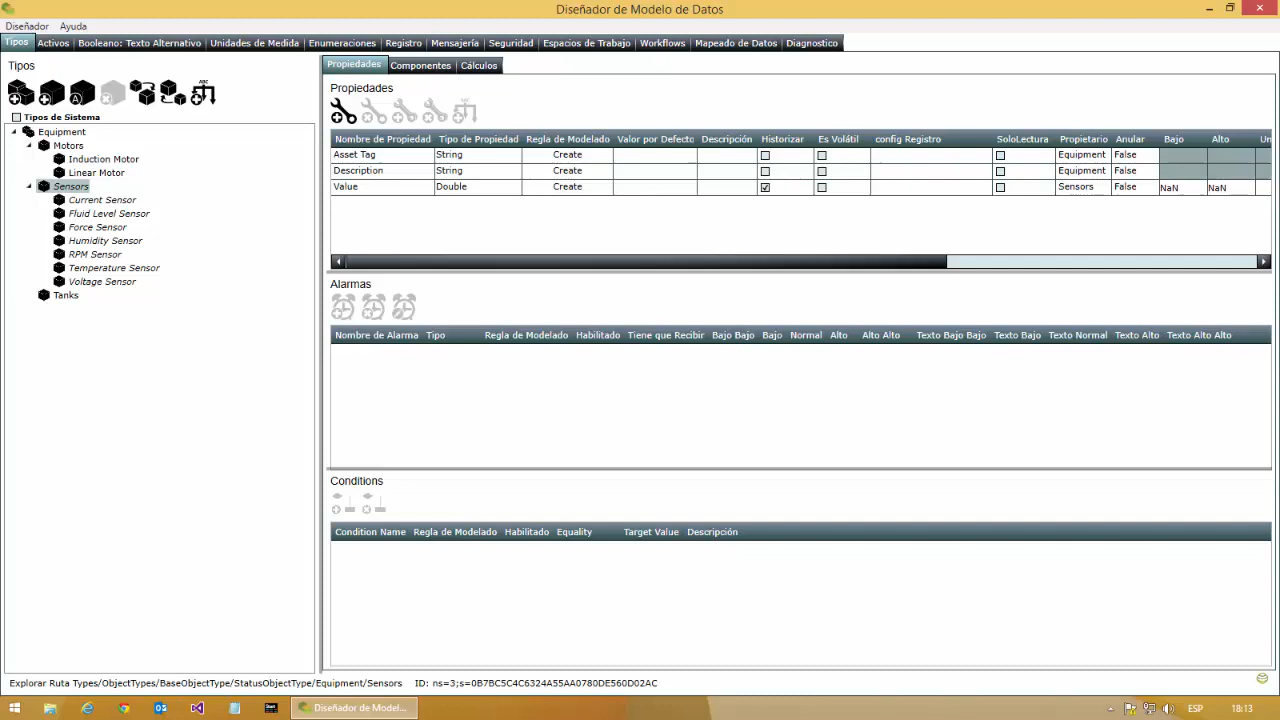 Diseñador de Modelo de Datos
Diseñador Ayuda
Tipos Activos Booleano: Texto Alternativo Unidades de Medida Enumeraciones Registro Mensajería Seguridad Espacios de Trabajo Workflows Mapeado de Datos Diagnostico
Tipos
ABC
Tipos de Sistema
Equipment
Motors
Induction Motor
Linear Motor
Sensors
Current Sensor
Fluid Level Sensor
Force Sensor
Humidity Sensor
RPM Sensor
Temperature Sensor
Voltage Sensor
Tanks
Propiedades Componentes Cálculos
Propiedades
Nombre de Propiedad Tipo de Propiedad Regla de Modelado Valor por Defecto Descripción Historizar Es Volátil config Registro SoloLectura Propietario Anular Bajo Alto Un
Asset Tag String Create Equipment False
Description String Create Equipment False
Value Double Create Sensors False NaN NaN
Alarmas
Nombre de Alarma Tipo Regla de Modelado Habilitado Tiene que Recibir Bajo Bajo Bajo Normal Alto Alto Alto Texto Bajo Bajo Texto Bajo Texto Normal Texto Alto Texto Alto Alto
Conditions
Condition Name Regla de Modelado Habilitado Equality Target Value Descripción
Explorar Ruta Types/ObjectTypes/BaseObjectType/StatusObjectType/Equipment/Sensors ID: ns=3;s=0B7BC5C4C6324A55AA0780DE560D02AC
Diseñador de Model... ESP 18:13